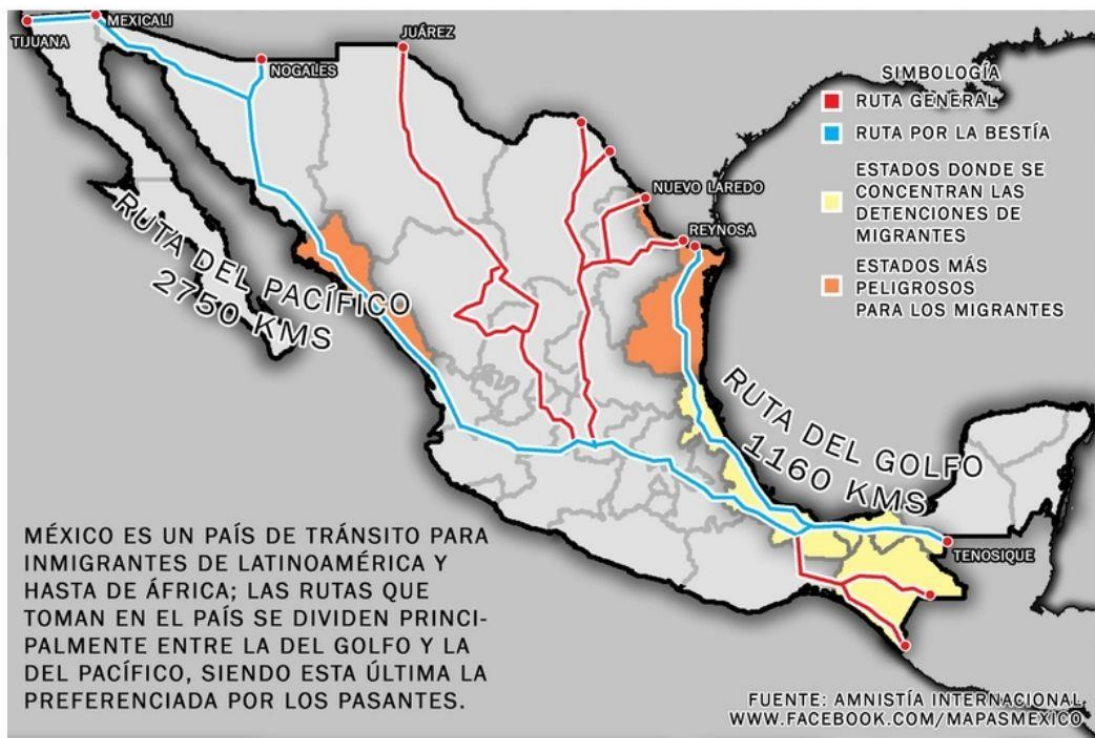 TIJUANA
MEXICALI
NOGALES
JUÁREZ
NUEVO LAREDO
REYNOSA
SIMBOLOGÍA
RUTA GENERAL
RUTA POR LA BESTÍA
ESTADOS DONDE SE
CONCENTRAN LAS
DETENCIONES DE
MIGRANTES
ESTADOS MÁS
PELIGROSOS
PARA LOS MIGRANTES
RUTA DEL PACÍFICO
2750 KMS
RUTA DEL GOLFO
1160 KMS
TENOSIQUE
MÉXICO ES UN PAÍS DE TRÁNSITO PARA
INMIGRANTES DE LATINOAMÉRICA Y
HASTA DE ÁFRICA; LAS RUTAS QUE
TOMAN EN EL PAÍS SE DIVIDEN PRINCI-
PALMENTE ENTRE LA DEL GOLFO Y LA
DEL PACÍFICO, SIENDO ESTA ÚLTIMA LA
PREFERENCIADA POR LOS PASANTES.
FUENTE: AMNISTÍA INTERNACIONAL
WWW.FACEBOOK.COM/MAPASMEXICO